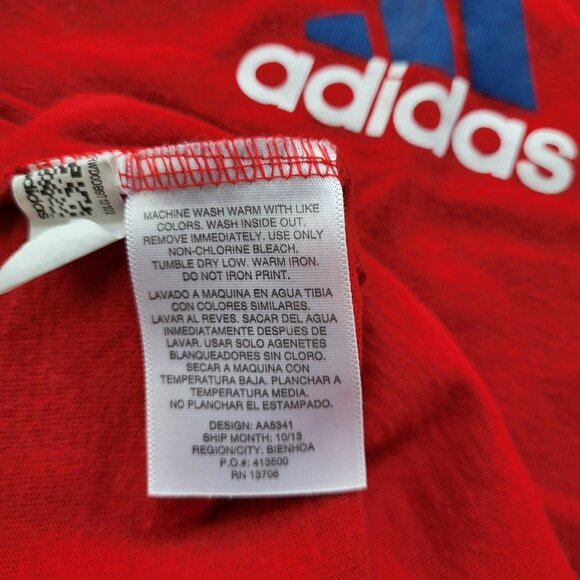 adidas
MACHINE WASH WARM WITH LIKE
COLORS. WASH INSIDE OUT.
REMOVE IMMEDIATELY. USE ONLY
NON-CHLORINE BLEACH.
TUMBLE DRY LOW. WARM IRON.
DO NOT IRON PRINT.
LAVADO A MAQUINA EN AGUA TIBIA
CON COLORES SIMILARES.
LAVAR AL REVES. SACAR DEL AGUA
INMEDIATAMENTE DESPUES DE
LAVAR. USAR SOLO AGENETES
BLANQUEADORES SIN CLORO.
SECAR A MAQUINA CON
TEMPERATURA BAJA. PLANCHAR A
TEMPERATURA MEDIA.
NO PLANCHAR EL ESTAMPADO.
DESIGN: AA5341
SHIP MONTH: 10/13
REGION/CITY: BIENHOA
P.O.#: 413500
RN 13706